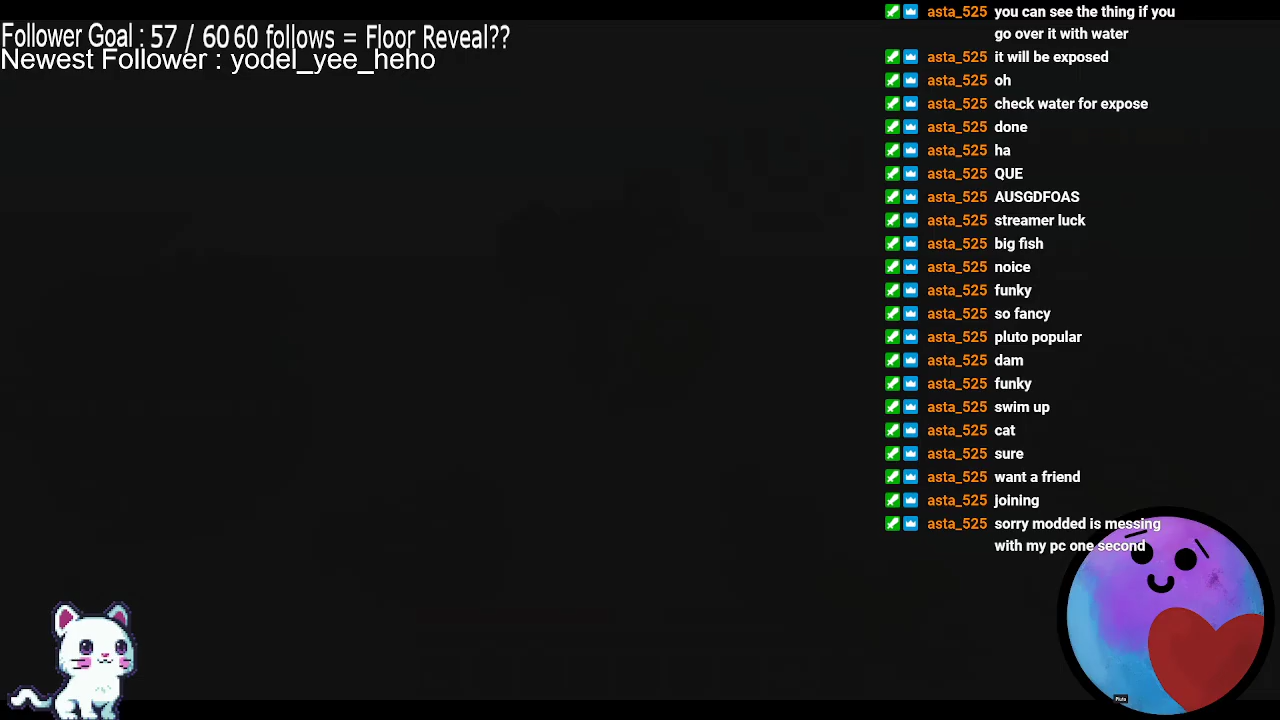 Follower Goal : 57 / 60 60 follows = Floor Reveal??
Newest Follower : yodel_yee_heho
asta_525 you can see the thing if you
go over it with water
asta_525 it will be exposed
asta_525 oh
asta_525 check water for expose
asta_525 done
asta_525 ha
asta_525 QUE
asta_525 AUSGDFOAS
asta_525 streamer luck
asta_525 big fish
asta_525 noice
asta_525 funky
asta_525 so fancy
asta_525 pluto popular
asta_525 dam
asta_525 funky
asta_525 swim up
asta_525 cat
asta_525 sure
asta_525 want a friend
asta_525 joining
asta_525 sorry modded is messing
with my pc one second
Pluto